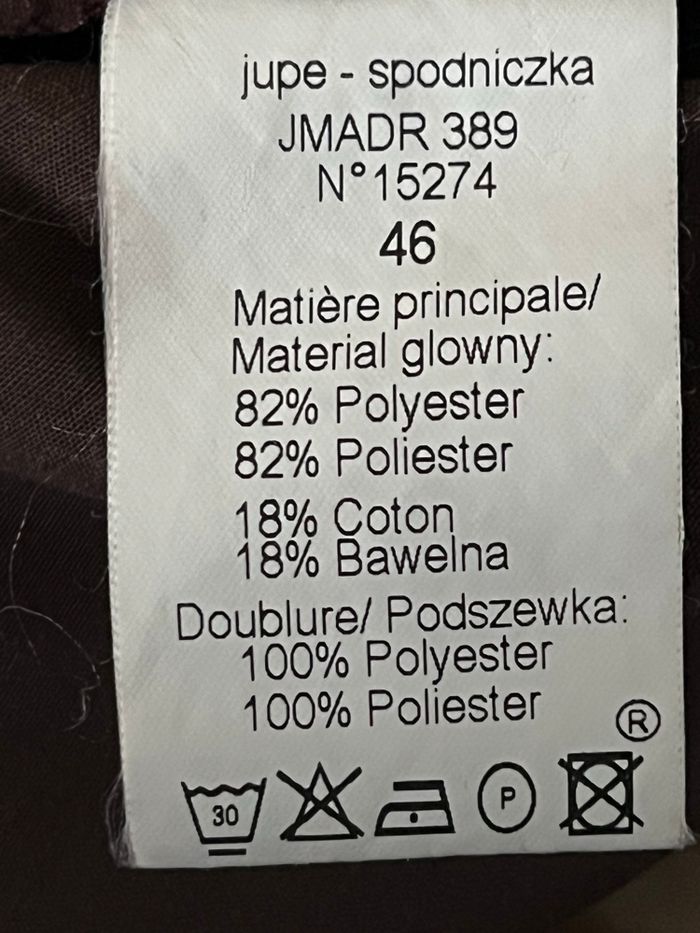 jupe - spodniczka
JMADR 389
N°15274
46
Matière principale/
Material glowny:
82% Polyester
82% Poliester
18% Coton
18% Bawelna
Doublure/ Podszewka:
100% Polyester
100% Poliester
®
30
P